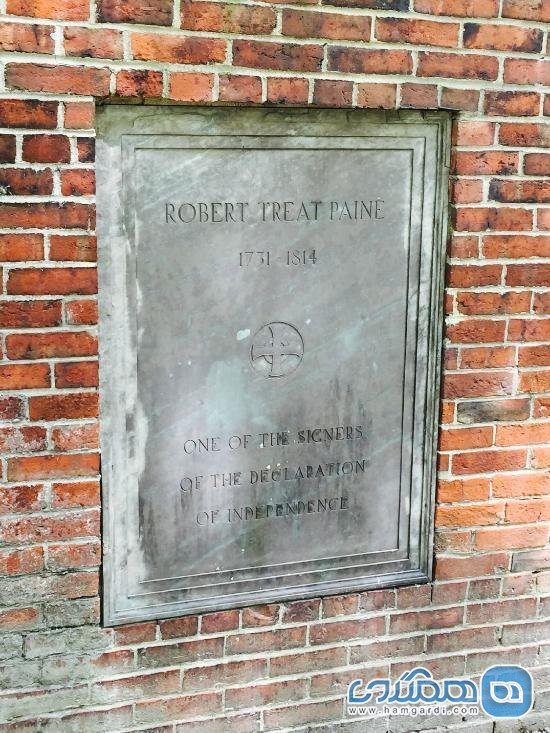 ROBERT TREAT PAINE
1731-1814
ONE OF THE SIGNERS
OF THE DECLARATION
OF INDEPENDENCE
همگردی
www.hamgardi.com